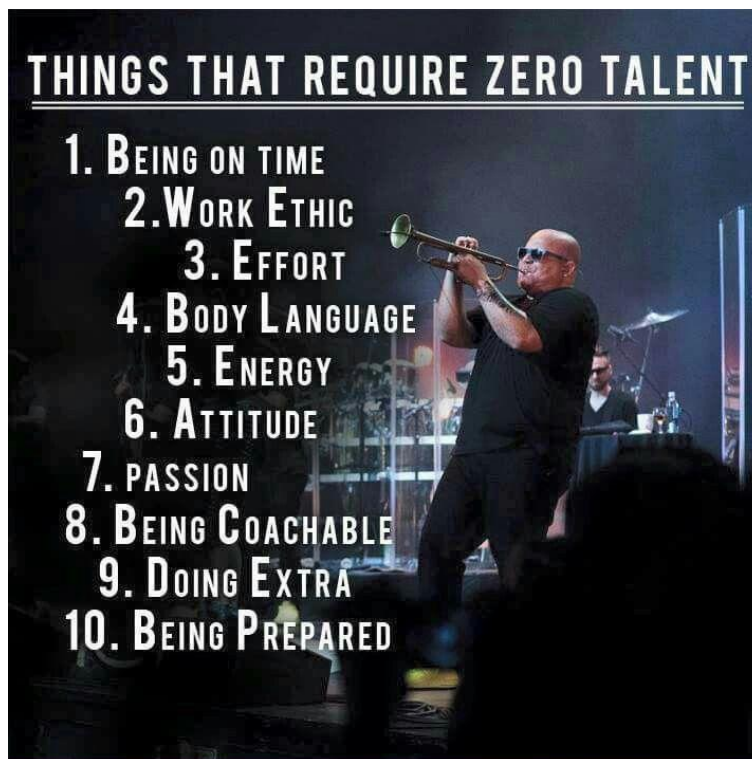 THINGS THAT REQUIRE ZERO TALENT
1. BEING ON TIME
2.WORK ETHIC
3. EFFORT
4. BODY LANGUAGE
5. ENERGY
6. ATTITUDE
7. PASSION
8. BEING COACHABLE
9. DOING EXTRA
10. BEING PREPARED